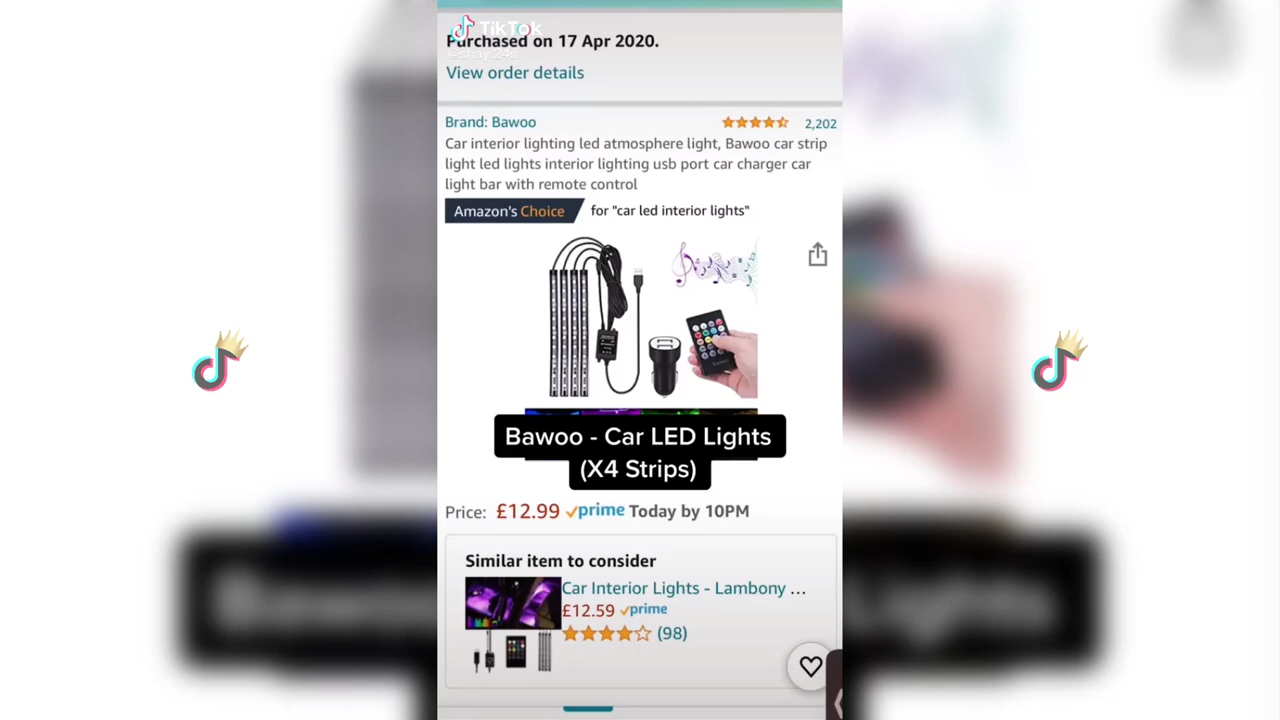 TikTok
Purchased on 17 Apr 2020.
View order details
Brand: Bawoo
2,202
Car interior lighting led atmosphere light, Bawoo car strip
light led lights interior lighting usb port car charger car
light bar with remote control
Amazon's Choice for "car led interior lights"
Bawoo - Car LED Lights
(X4 Strips)
Price: £12.99 prime Today by 10PM
Similar item to consider
Car Interior Lights - Lambony ...
£12.59 prime
(98)